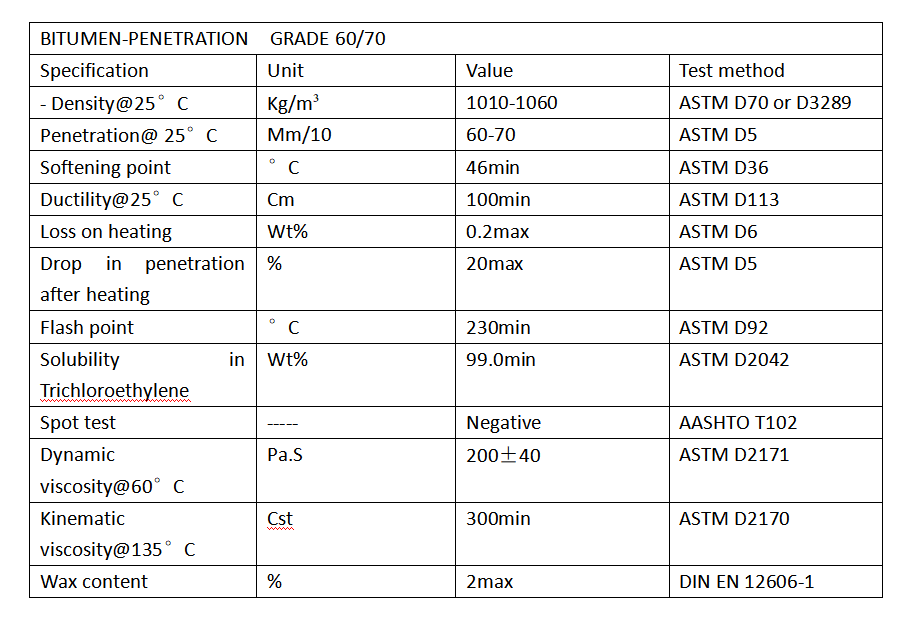 BITUMEN-PENETRATION GRADE 60/70
Specification Unit Value Test method
- Density@25° C Kg/m³ 1010-1060 ASTM D70 or D3289
Penetration@ 25° C Mm/10 60-70 ASTM D5
Softening point ° C 46min ASTM D36
Ductility@25° C Cm 100min ASTM D113
Loss on heating Wt% 0.2max ASTM D6
Drop in penetration % 20max ASTM D5
after heating
Flash point ° C 230min ASTM D92
Solubility in Wt% 99.0min ASTM D2042
Trichloroethylene
Spot test ----- Negative AASHTO T102
Dynamic Pa.S 200±40 ASTM D2171
viscosity@60° C
Kinematic Cst 300min ASTM D2170
viscosity@135° C
Wax content % 2max DIN EN 12606-1